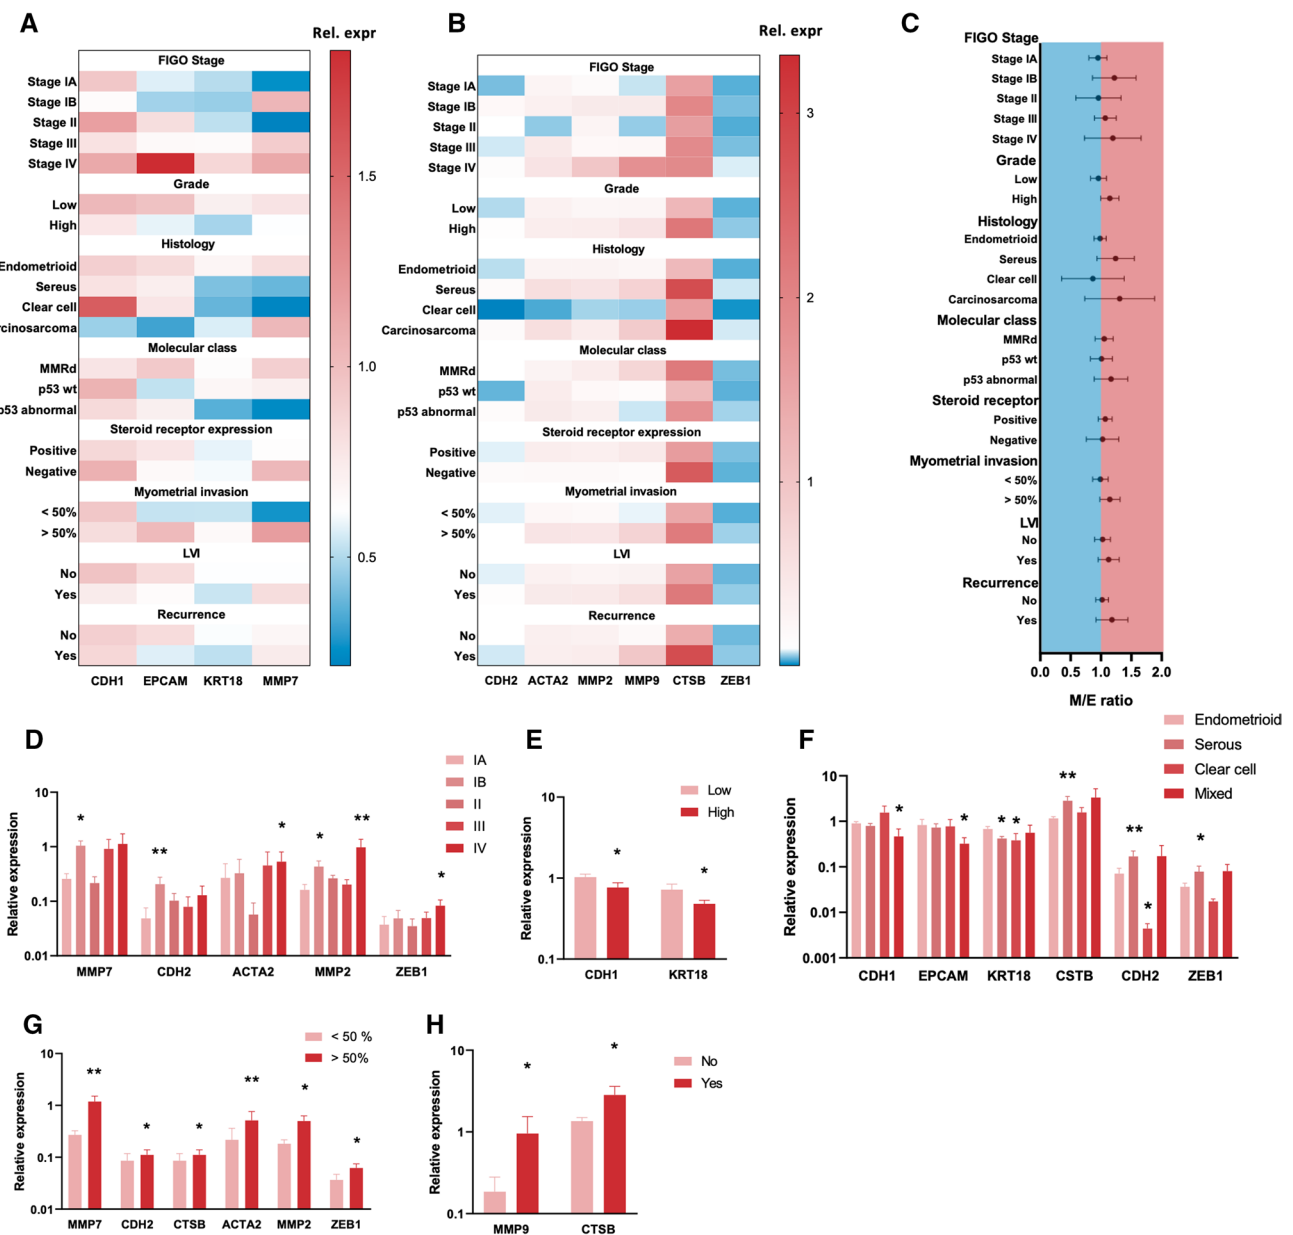 A
Rel. expr
FIGO Stage
Stage IA
Stage IB
Stage II
Stage III
Stage IV
Grade
Low
High
Histology
Endometrioid
Sereus
Clear cell
rcinosarcoma
Molecular class
MMRd
p53 wt
p53 abnormal
Steroid receptor expression
Positive
Negative
Myometrial invasion
< 50%
> 50%
LVI
No
Yes
Recurrence
No
Yes
CDH1 EPCAM KRT18 MMP7
1.5
1.0
0.5
B
Rel. expr
FIGO Stage
Stage IA
Stage IB
Stage II
Stage III
Stage IV
Grade
Low
High
Histology
Endometrioid
Sereus
Clear cell
Carcinosarcoma
Molecular class
MMRd
p53 wt
p53 abnormal
Steroid receptor expression
Positive
Negative
Myometrial invasion
< 50%
> 50%
LVI
No
Yes
Recurrence
No
Yes
CDH2 ACTA2 MMP2 MMP9 CTSB ZEB1
3
2
1
C
FIGO Stage
Stage IA
Stage IB
Stage II
Stage III
Stage IV
Grade
Low
High
Histology
Endometrioid
Sereus
Clear cell
Carcinosarcoma
Molecular class
MMRd
p53 wt
p53 abnormal
Steroid receptor
Positive
Negative
Myometrial invasion
< 50%
> 50%
LVI
No
Yes
Recurrence
No
Yes
0.0 0.5 1.0 1.5 2.0
M/E ratio
D
IA
IB
II
III
IV
Relative expression
10
1
0.1
0.01
* ** * * ** *
MMP7 CDH2 ACTA2 MMP2 ZEB1
E
Low
High
Relative expression
10
1
0.1
* *
CDH1 KRT18
F
Endometrioid
Serous
Clear cell
Mixed
Relative expression
10
1
0.1
0.01
0.001
* * * * ** ** * *
CDH1 EPCAM KRT18 CSTB CDH2 ZEB1
G
< 50 %
> 50%
Relative expression
10
1
0.1
0.01
** * * ** * *
MMP7 CDH2 CTSB ACTA2 MMP2 ZEB1
H
No
Yes
Relative expression
10
1
0.1
* *
MMP9 CTSB